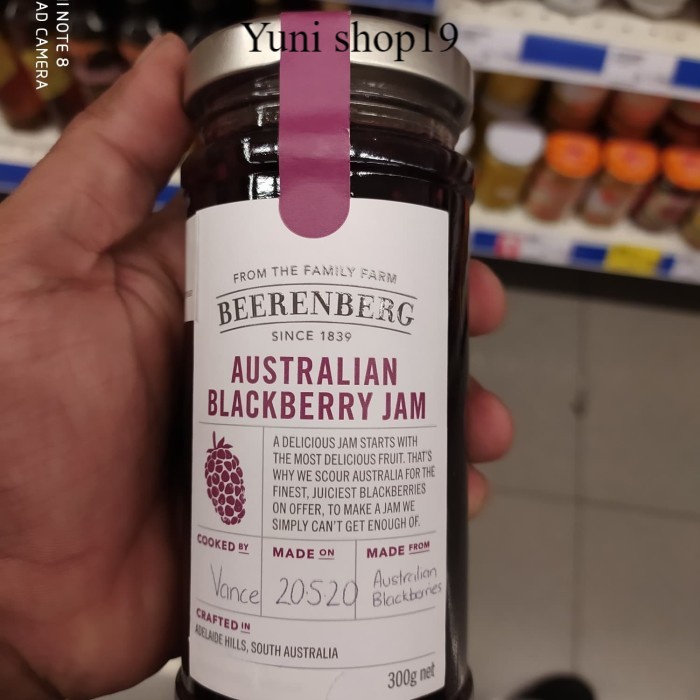 Yuni shop19
I NOTE 8
AD CAMERA
FROM THE FAMILY FARM
BEERENBERG
SINCE 1839
AUSTRALIAN
BLACKBERRY JAM
A DELICIOUS JAM STARTS WITH
THE MOST DELICIOUS FRUIT. THAT'S
WHY WE SCOUR AUSTRALIA FOR THE
FINEST, JUICIEST BLACKBERRIES
ON OFFER, TO MAKE A JAM WE
SIMPLY CAN'T GET ENOUGH OF.
COOKED BY
Vance
MADE ON
20.5.20
MADE FROM
Australian
Blackberries
CRAFTED IN
ADELAIDE HILLS, SOUTH AUSTRALIA
300g net